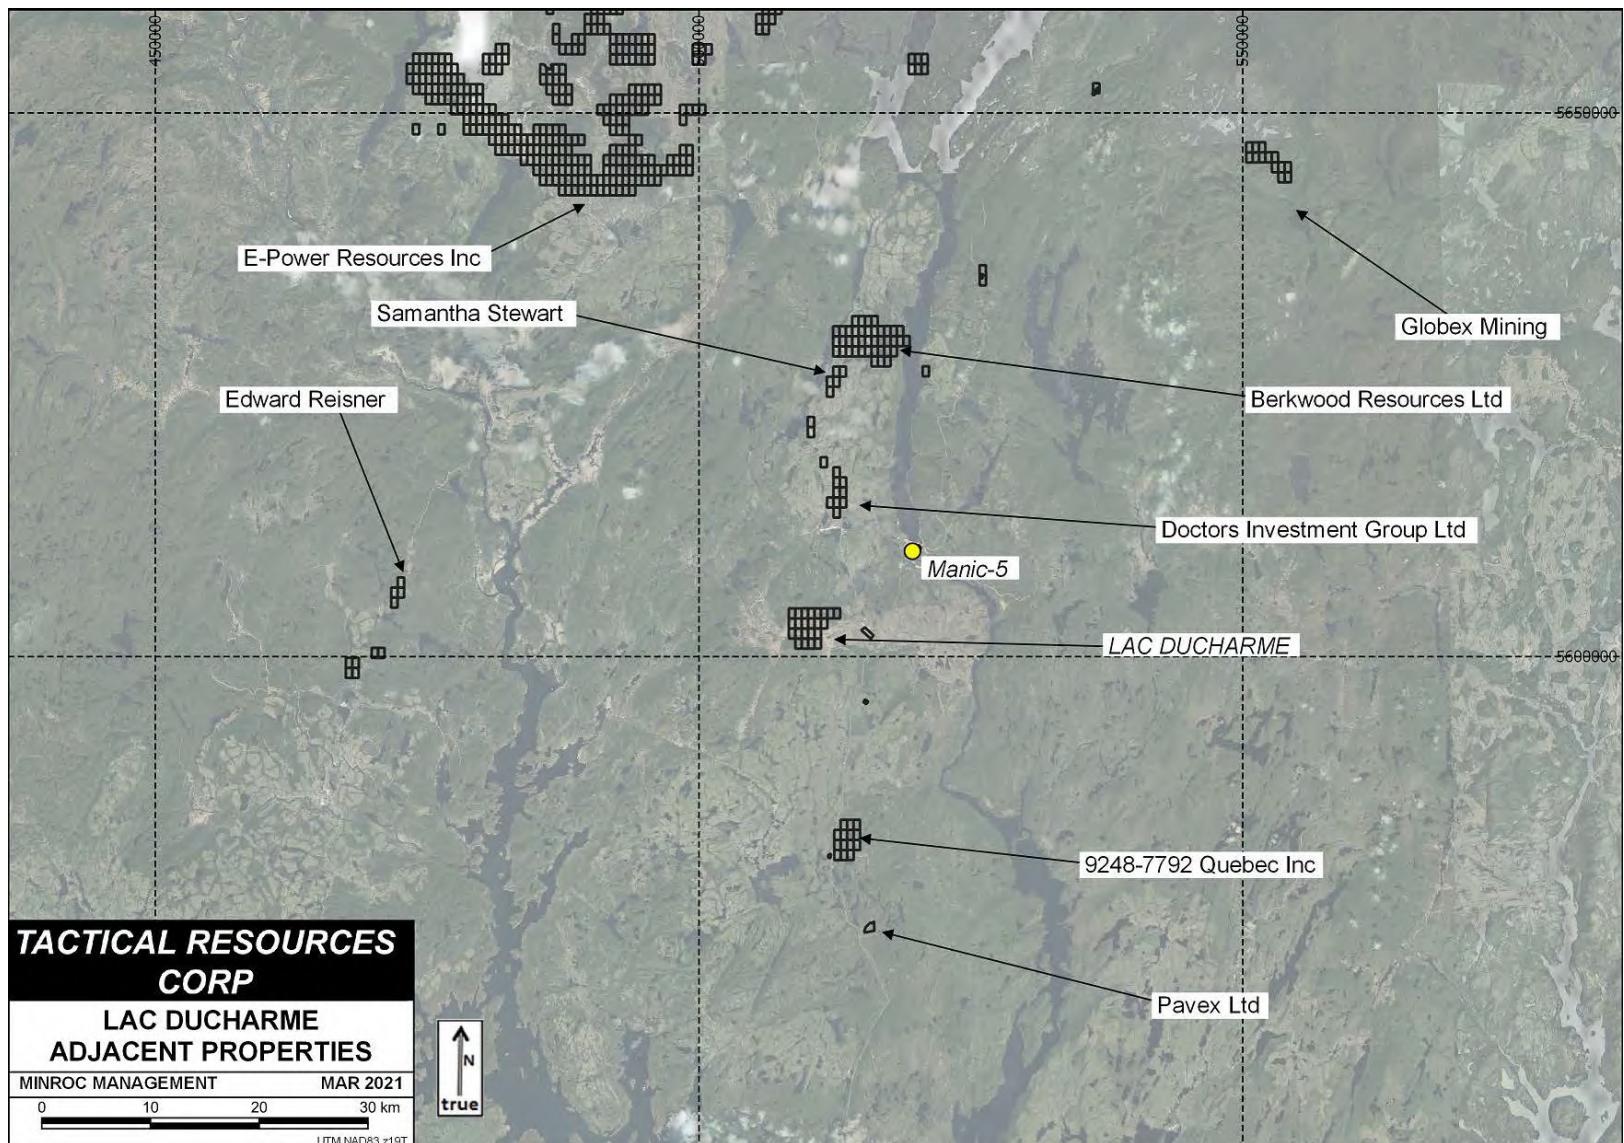 450000
550000
5650000
E-Power Resources Inc
Samantha Stewart
Globex Mining
Edward Reisner
Berkwood Resources Ltd
Doctors Investment Group Ltd
Manic-5
LAC DUCHARME
5600000
9248-7792 Quebec Inc
Pavex Ltd
TACTICAL RESOURCES
CORP
LAC DUCHARME
ADJACENT PROPERTIES
MINROC MANAGEMENT MAR 2021
0 10 20 30 km
UTM NAD83 z19T
N
true